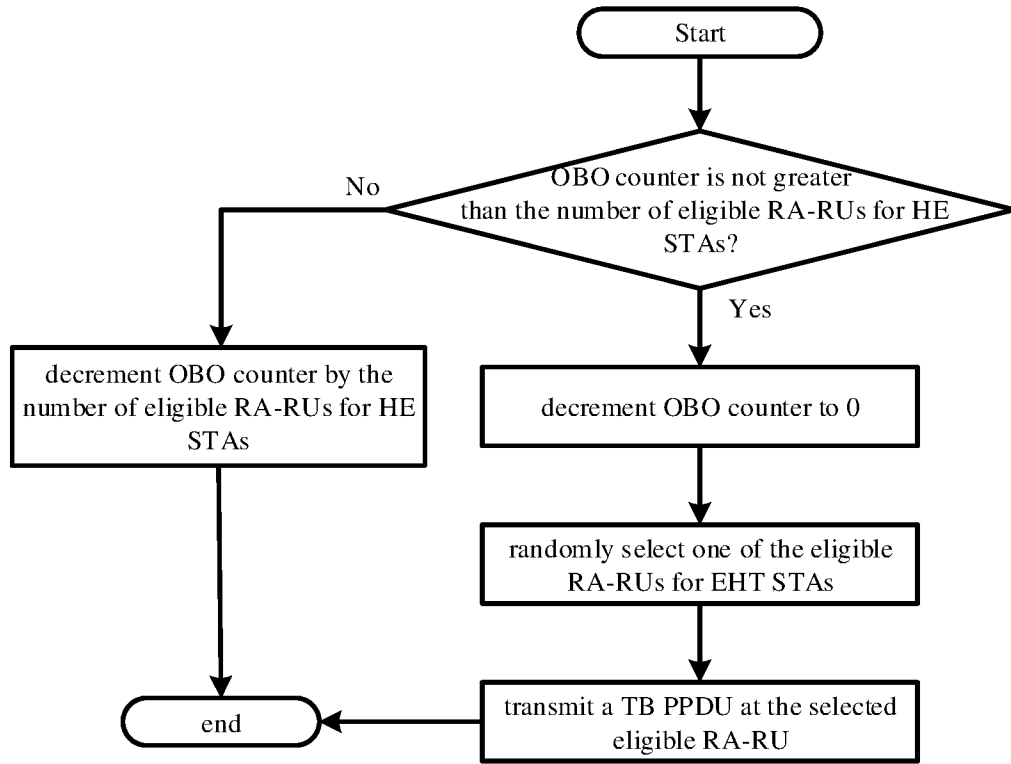 Start
OBO counter is not greater
than the number of eligible RA-RUs for HE
STAs?
No
Yes
decrement OBO counter by the
number of eligible RA-RUs for HE
STAs
decrement OBO counter to 0
randomly select one of the eligible
RA-RUs for EHT STAs
transmit a TB PPDU at the selected
eligible RA-RU
end